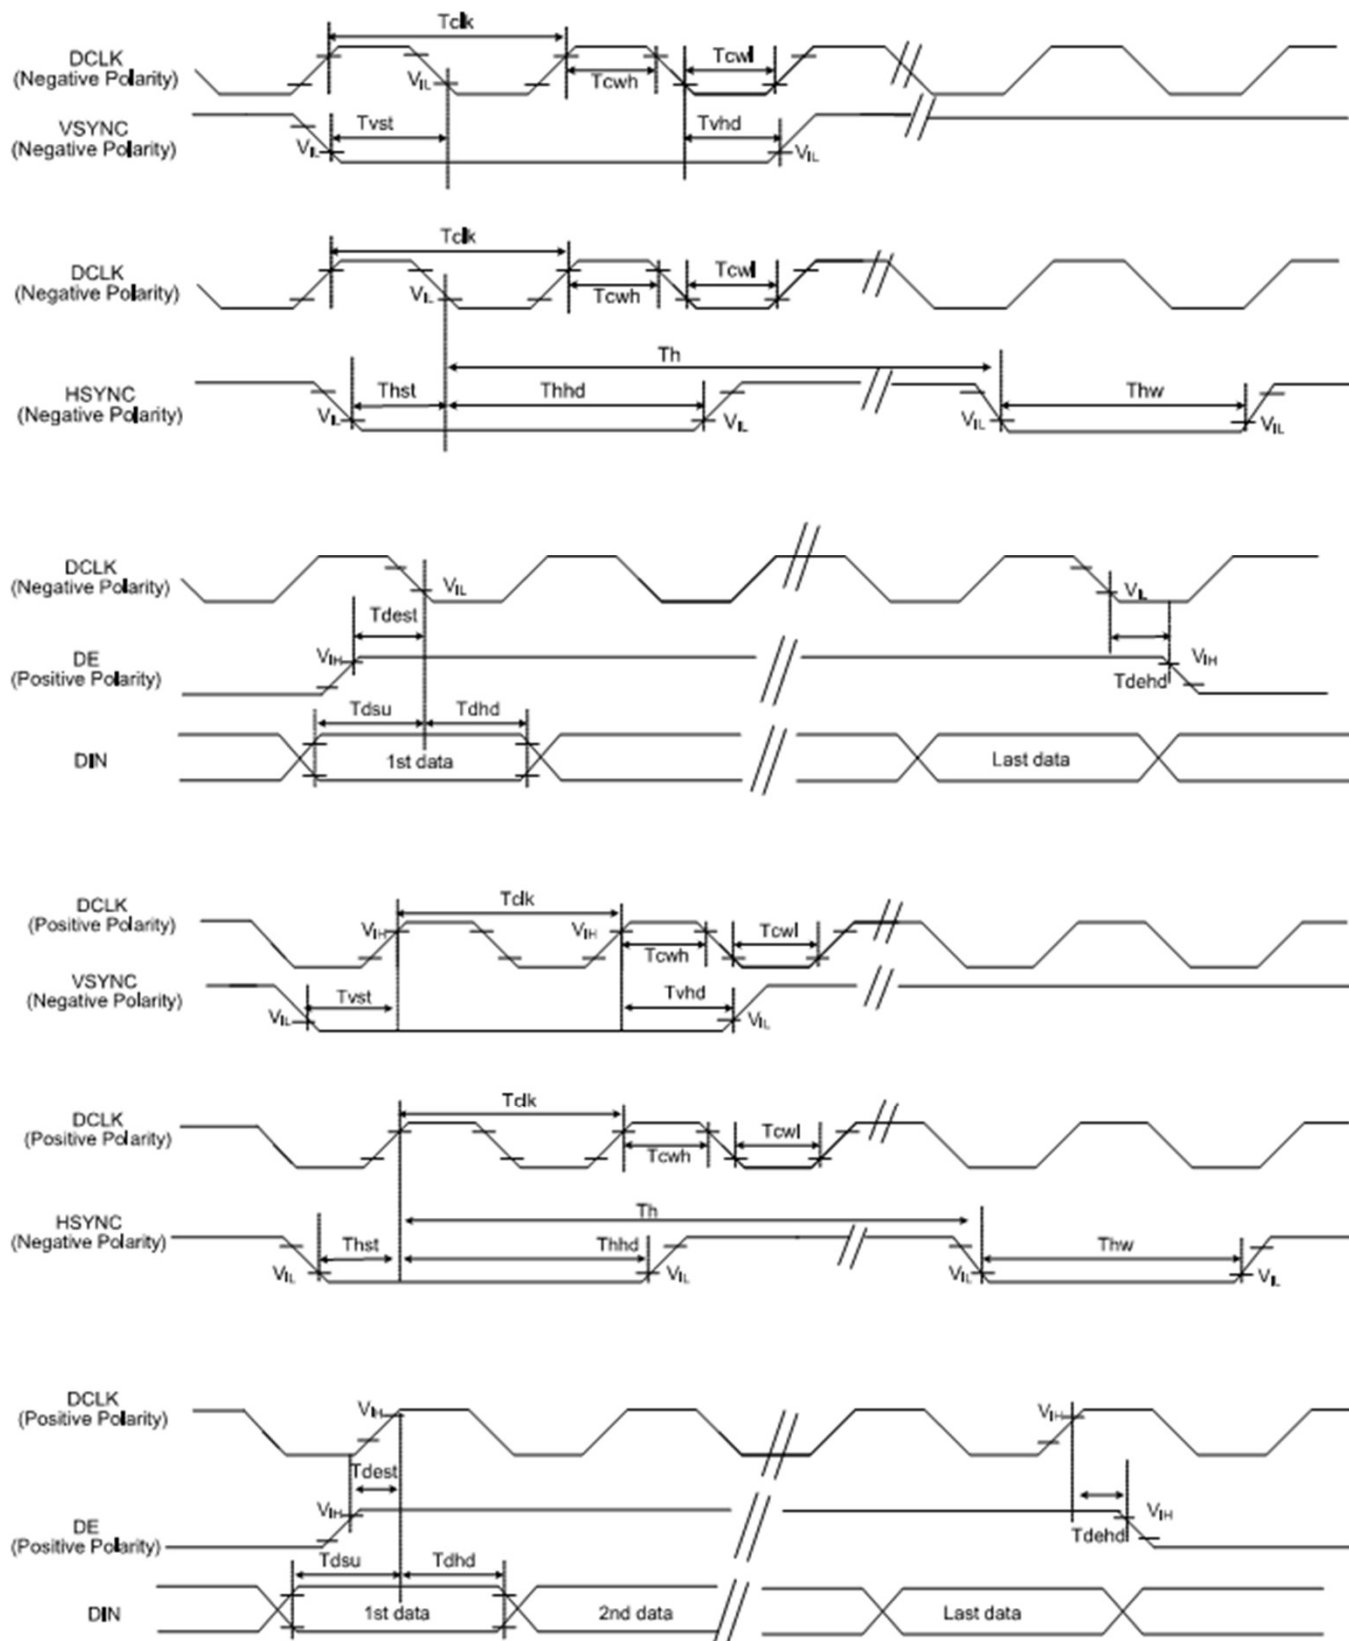 Tclk
DCLK
(Negative Polarity)
VIL
Tcwh
Tcwl
VSYNC
(Negative Polarity)
VIL
Tvst
Tvhd
VIL
Tclk
DCLK
(Negative Polarity)
VIL
Tcwh
Tcwl
Th
HSYNC
(Negative Polarity)
VIL
Thst
Thhd
VIL
VIL
Thw
VIL
DCLK
(Negative Polarity)
VIL
VIL
Tdest
DE
(Positive Polarity)
VIH
VIH
Tdehd
Tdsu
Tdhd
DIN
1st data
Last data
Tclk
DCLK
(Positive Polarity)
VIH
VIH
Tcwh
Tcwl
VSYNC
(Negative Polarity)
VIL
Tvst
Tvhd
VIL
Tclk
DCLK
(Positive Polarity)
Tcwh
Tcwl
Th
HSYNC
(Negative Polarity)
VIL
Thst
Thhd
VIL
VIL
Thw
VIL
DCLK
(Positive Polarity)
VIH
VIH
Tdest
DE
(Positive Polarity)
VIH
VIH
Tdehd
Tdsu
Tdhd
DIN
1st data
2nd data
Last data